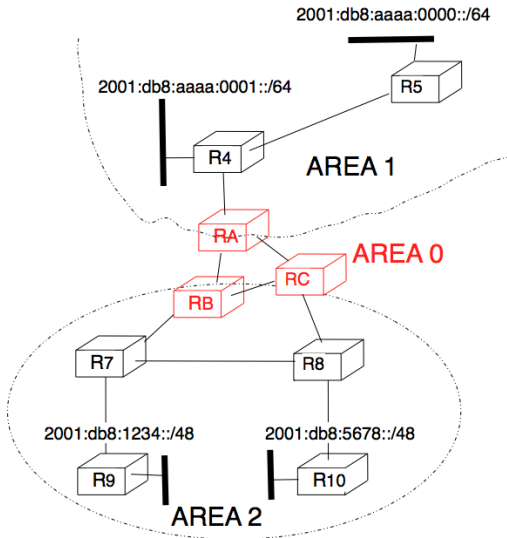 2001:db8:aaaa:0000::/64
R5
2001:db8:aaaa:0001::/64
R4
AREA 1
RA
AREA 0
RC
RB
R7
R8
2001:db8:1234::/48
2001:db8:5678::/48
R9
R10
AREA 2